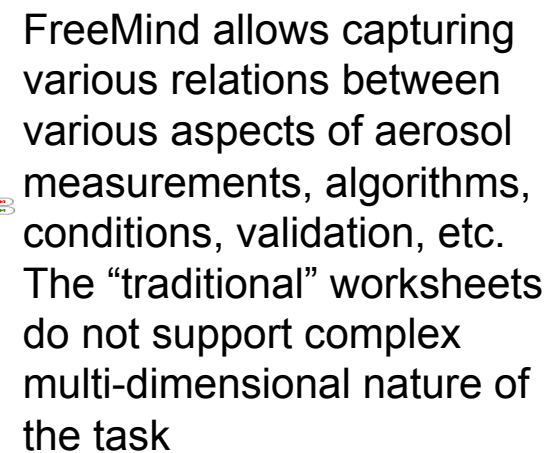 FreeMind allows capturing
various relations between
various aspects of aerosol
measurements, algorithms,
conditions, validation, etc.
The “traditional” worksheets
do not support complex
multi-dimensional nature of
the task